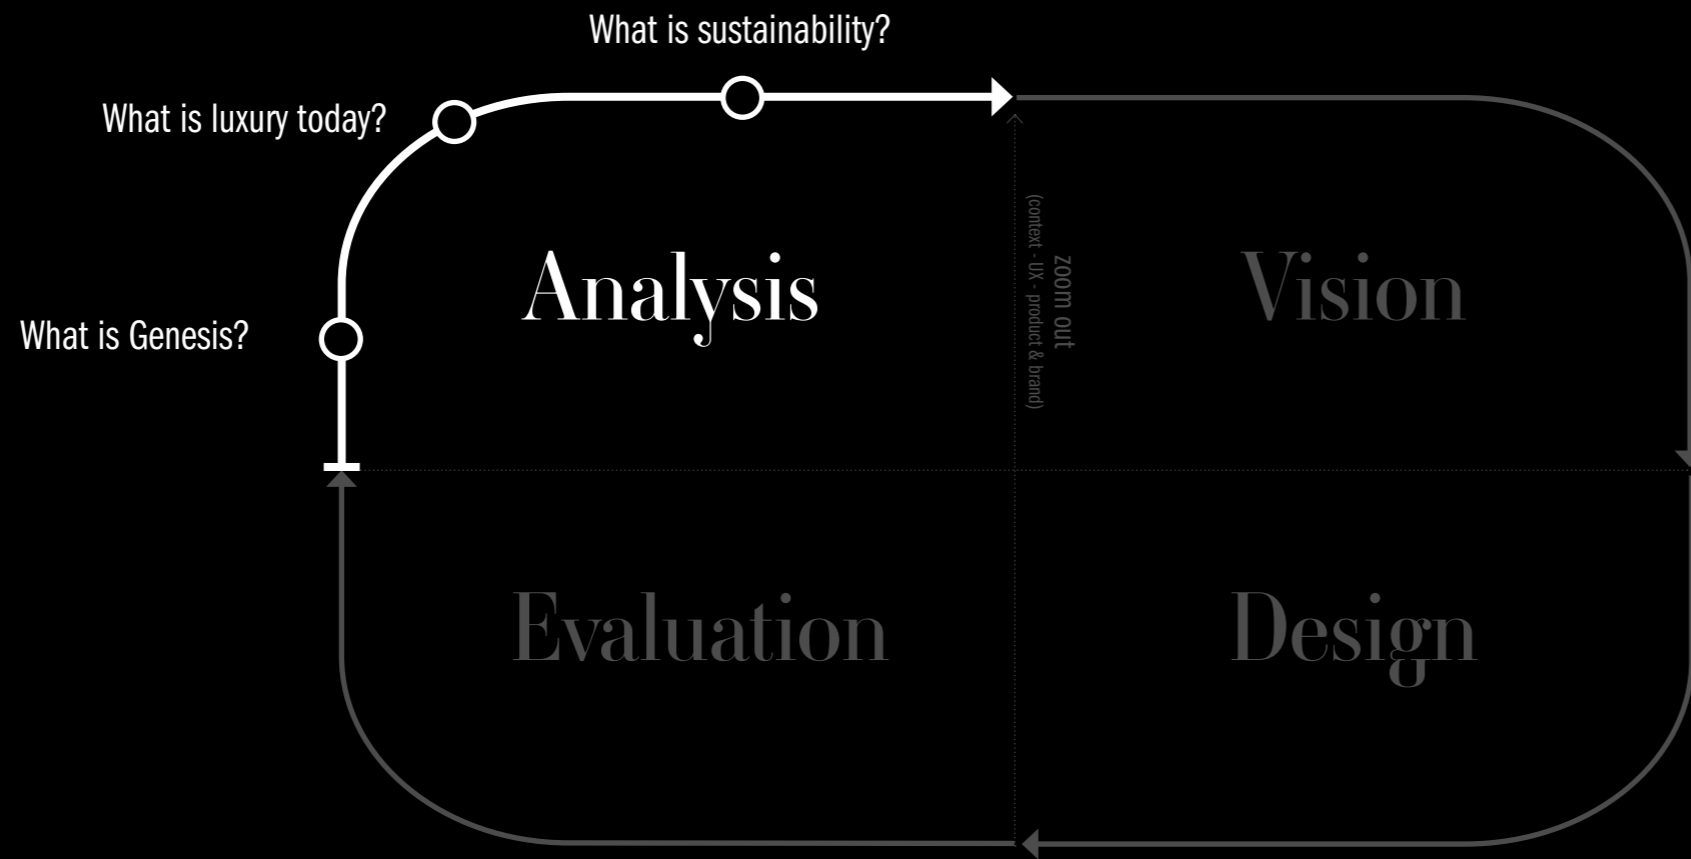 What is sustainability?
What is luxury today?
What is Genesis?
Analysis
zoom out
(context - UX - product & brand)
Vision
Evaluation
Design